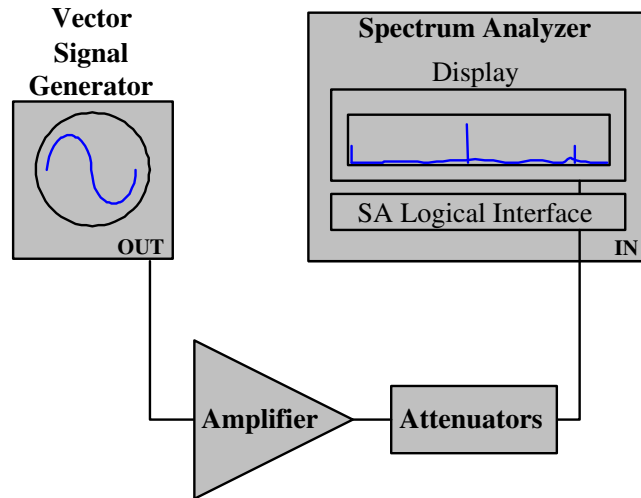 Vector
Signal
Generator
OUT
Spectrum Analyzer
Display
SA Logical Interface
IN
Amplifier
Attenuators